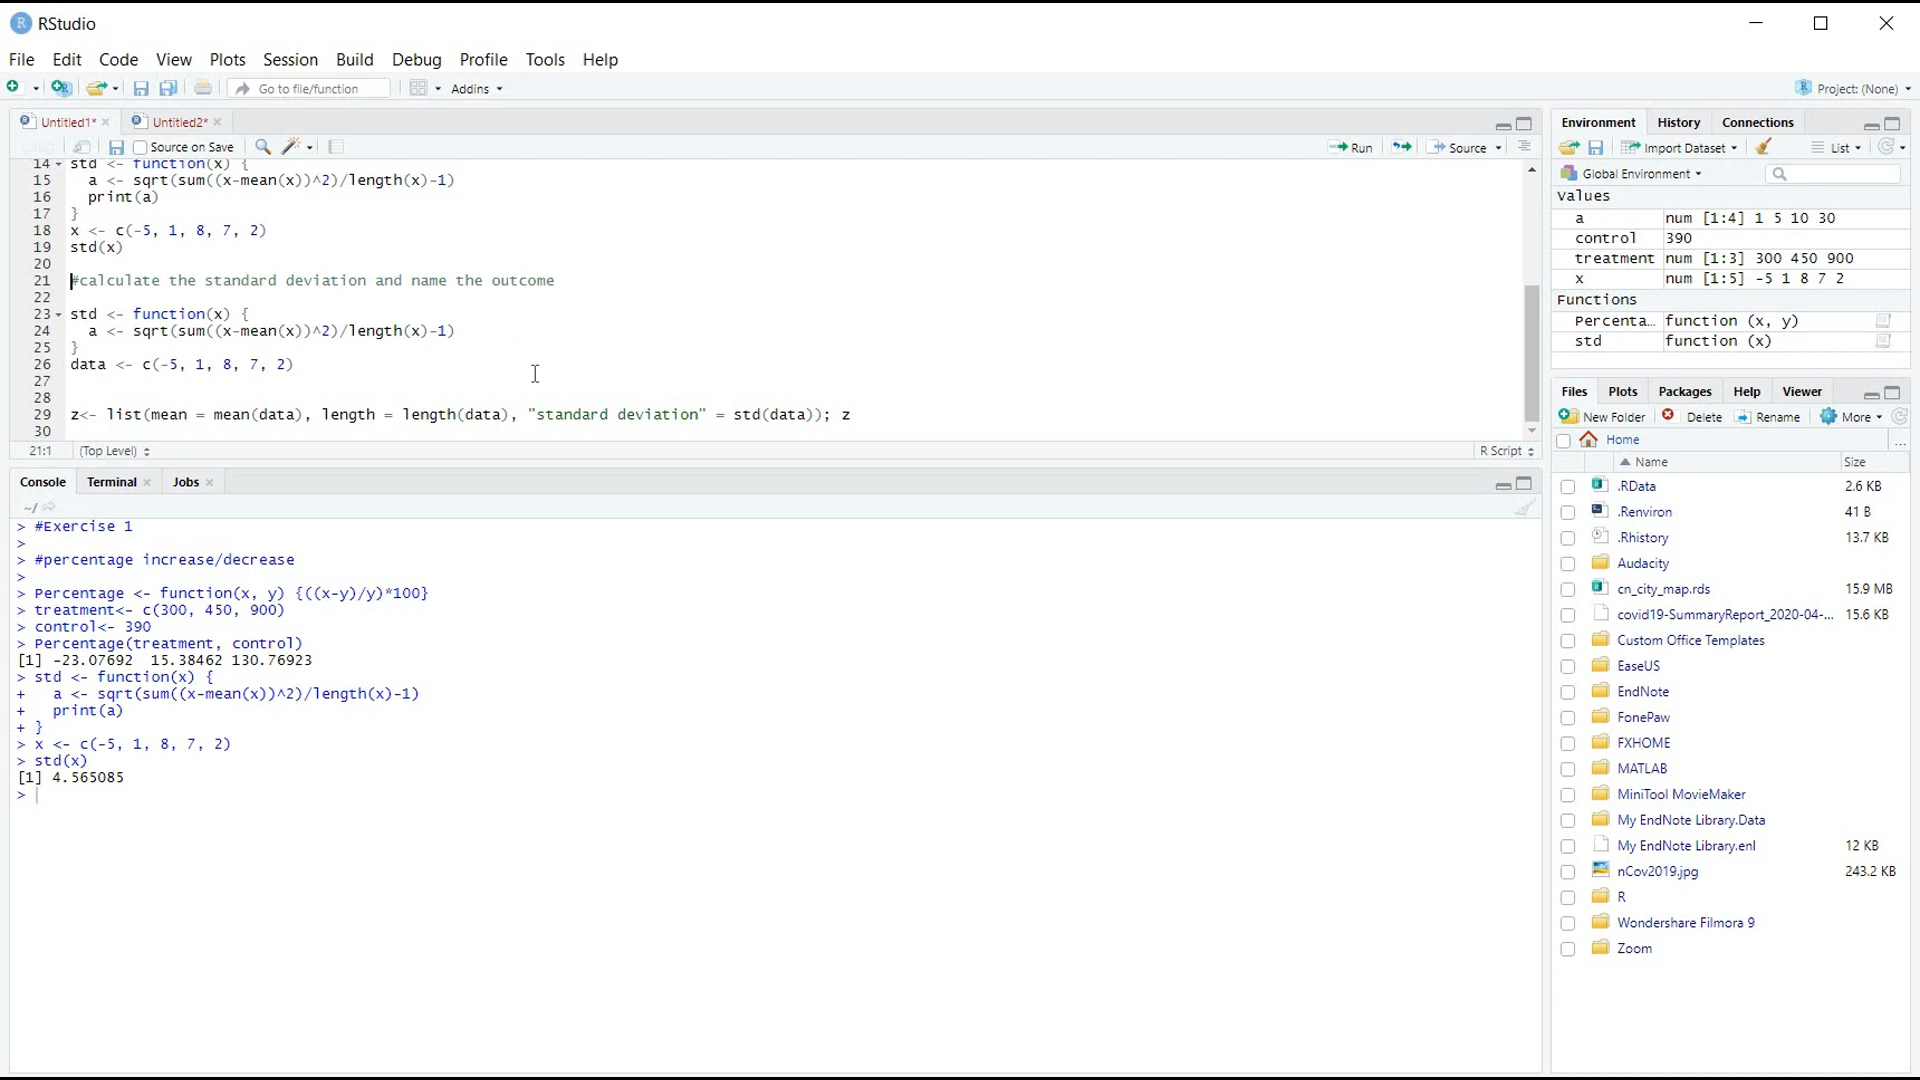 RStudio
File Edit Code View Plots Session Build Debug Profile Tools Help
Go to file/function Addins Project: (None)
Untitled1* Untitled2*
Source on Save Run Source
14 std <- function(x) {
15 a <- sqrt(sum((x-mean(x))^2)/length(x)-1)
16 print(a)
17 }
18 x <- c(-5, 1, 8, 7, 2)
19 std(x)
20
21 #calculate the standard deviation and name the outcome
22
23 std <- function(x) {
24 a <- sqrt(sum((x-mean(x))^2)/length(x)-1)
25 }
26 data <- c(-5, 1, 8, 7, 2)
27
28
29 z<- list(mean = mean(data), length = length(data), "standard deviation" = std(data)); z
30
21:1 (Top Level) R Script
Console Terminal Jobs
~/
> #Exercise 1
>
> #percentage increase/decrease
>
> Percentage <- function(x, y) {((x-y)/y)*100}
> treatment<- c(300, 450, 900)
> control<- 390
> Percentage(treatment, control)
[1] -23.07692 15.38462 130.76923
> std <- function(x) {
+ a <- sqrt(sum((x-mean(x))^2)/length(x)-1)
+ print(a)
+ }
> x <- c(-5, 1, 8, 7, 2)
> std(x)
[1] 4.565085
>
Environment History Connections
Import Dataset List
Global Environment
Values
a num [1:4] 1 5 10 30
control 390
treatment num [1:3] 300 450 900
x num [1:5] -5 1 8 7 2
Functions
Percenta… function (x, y)
std function (x)
Files Plots Packages Help Viewer
New Folder Delete Rename More
Home ...
Name Size
.RData 2.6 KB
.Renviron 41 B
.Rhistory 13.7 KB
Audacity
cn_city_map.rds 15.9 MB
covid19-SummaryReport_2020-04-... 15.6 KB
Custom Office Templates
EaseUS
EndNote
FonePaw
FXHOME
MATLAB
MiniTool MovieMaker
My EndNote Library.Data
My EndNote Library.enl 12 KB
nCov2019.jpg 243.2 KB
R
Wondershare Filmora 9
Zoom